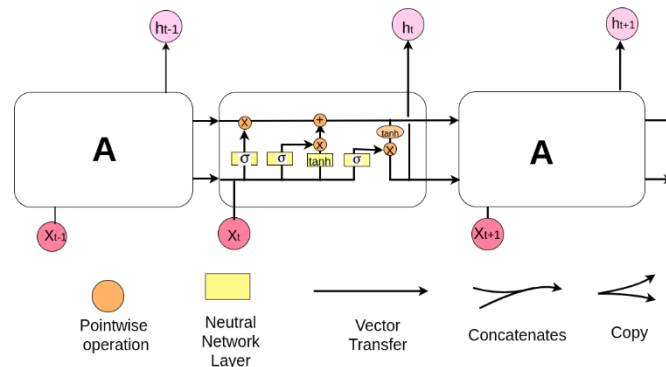 ht-1
ht
ht+1
A
A
x
+
tanh
x
x
σ
σ
tanh
σ
Xt-1
Xt
Xt+1
Pointwise
operation
Neutral
Network
Layer
Vector
Transfer
Concatenates
Copy